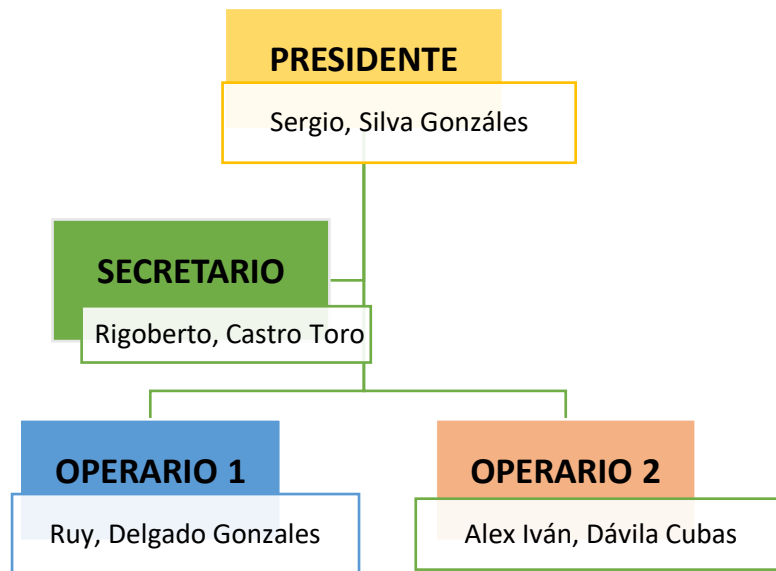 PRESIDENTE
Sergio, Silva Gonzáles
SECRETARIO
Rigoberto, Castro Toro
OPERARIO 1
Ruy, Delgado Gonzales
OPERARIO 2
Alex Iván, Dávila Cubas